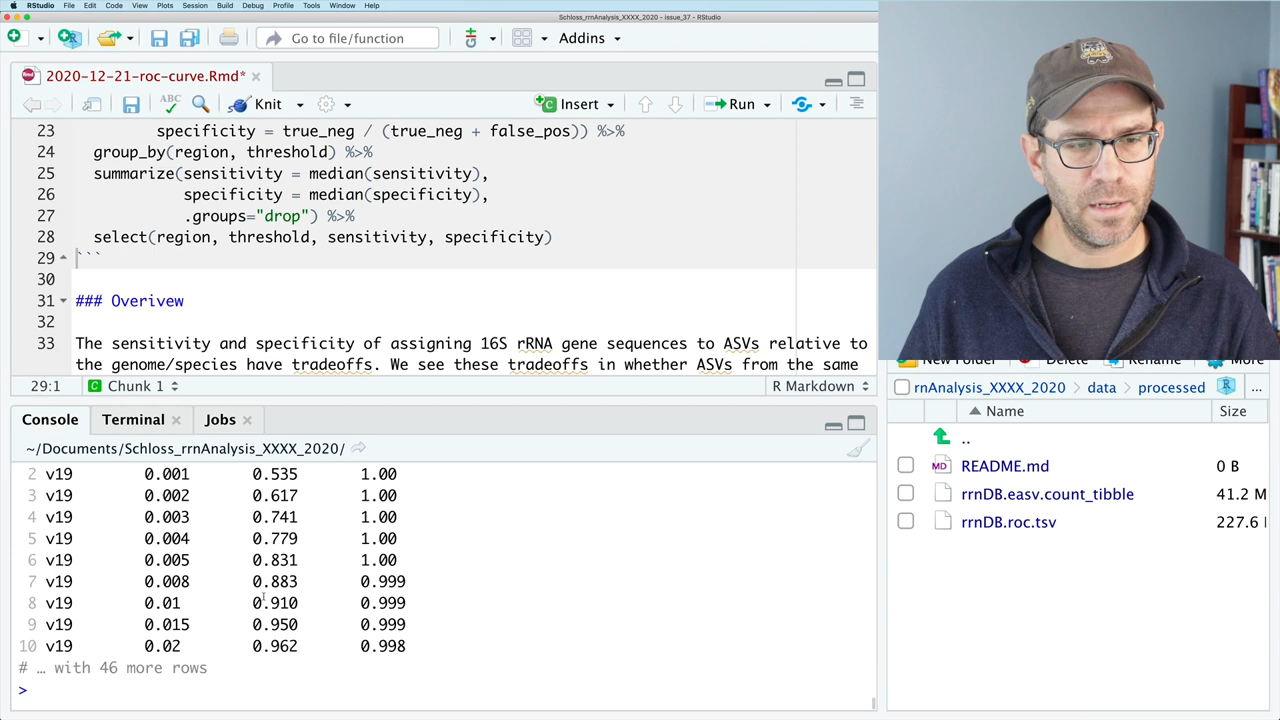 RStudio File Edit Code View Plots Session Build Debug Profile Tools Window Help
Schloss_rrnAnalysis_XXXX_2020 - issue_37 - RStudio
Go to file/function Addins
2020-12-21-roc-curve.Rmd*
ABC Knit Insert Run
23 specificity = true_neg / (true_neg + false_pos)) %>%
24 group_by(region, threshold) %>%
25 summarize(sensitivity = median(sensitivity),
26 specificity = median(specificity),
27 .groups="drop") %>%
28 select(region, threshold, sensitivity, specificity)
29 ```
30
31 ### Overivew
32
33 The sensitivity and specificity of assigning 16S rRNA gene sequences to ASVs relative to
the genome/species have tradeoffs. We see these tradeoffs in whether ASVs from the same
29:1 Chunk 1 R Markdown
Console Terminal Jobs
~/Documents/Schloss_rrnAnalysis_XXXX_2020/
2 v19 0.001 0.535 1.00
3 v19 0.002 0.617 1.00
4 v19 0.003 0.741 1.00
5 v19 0.004 0.779 1.00
6 v19 0.005 0.831 1.00
7 v19 0.008 0.883 0.999
8 v19 0.01 0.910 0.999
9 v19 0.015 0.950 0.999
10 v19 0.02 0.962 0.998
# … with 46 more rows
>
New Folder Delete Rename More
rnAnalysis_XXXX_2020 data processed ...
Name Size
..
MD README.md 0 B
rrnDB.easv.count_tibble 41.2 M
rrnDB.roc.tsv 227.6